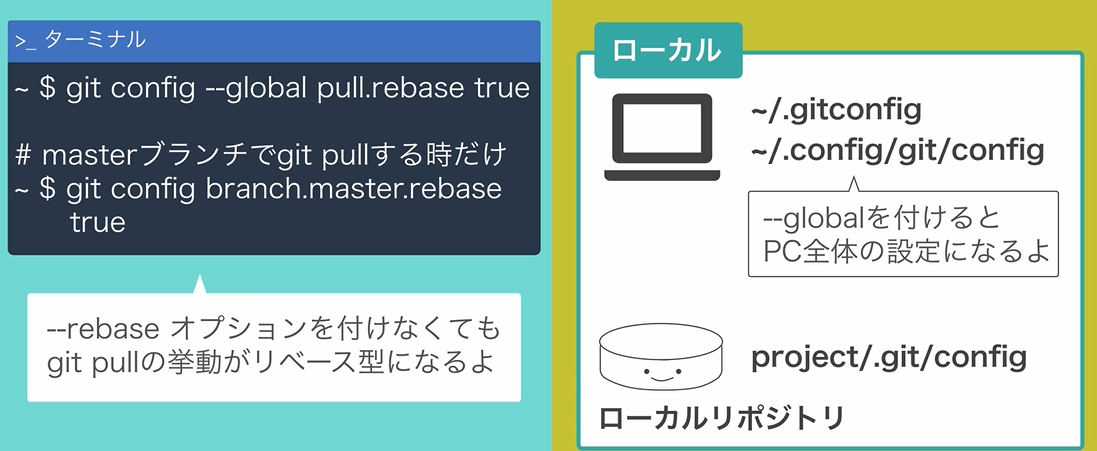 >_ ターミナル
~ $ git config --global pull.rebase true
# masterブランチでgit pullする時だけ
~ $ git config branch.master.rebase
true
--rebase オプションを付けなくても
git pullの挙動がリベース型になるよ
ローカル
~/.gitconfig
~/.config/git/config
--globalを付けると
PC全体の設定になるよ
project/.git/config
ローカルリポジトリ